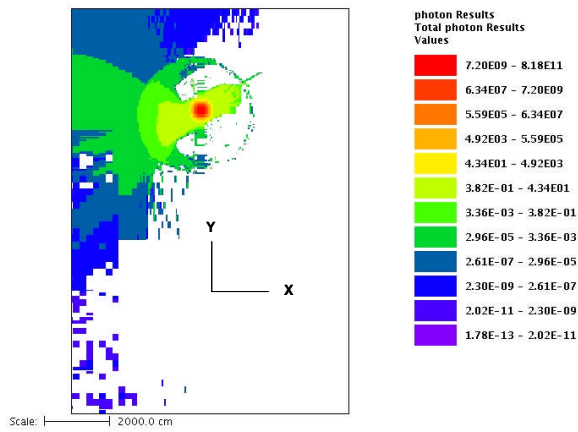 photon Results
Total photon Results
Values
7.20E09 – 8.18E11
6.34E07 – 7.20E09
5.59E05 – 6.34E07
4.92E03 – 5.59E05
4.34E01 – 4.92E03
3.82E-01 – 4.34E01
3.36E-03 – 3.82E-01
2.96E-05 – 3.36E-03
2.61E-07 – 2.96E-05
2.30E-09 – 2.61E-07
2.02E-11 – 2.30E-09
1.78E-13 – 2.02E-11
Y
X
Scale: 2000.0 cm